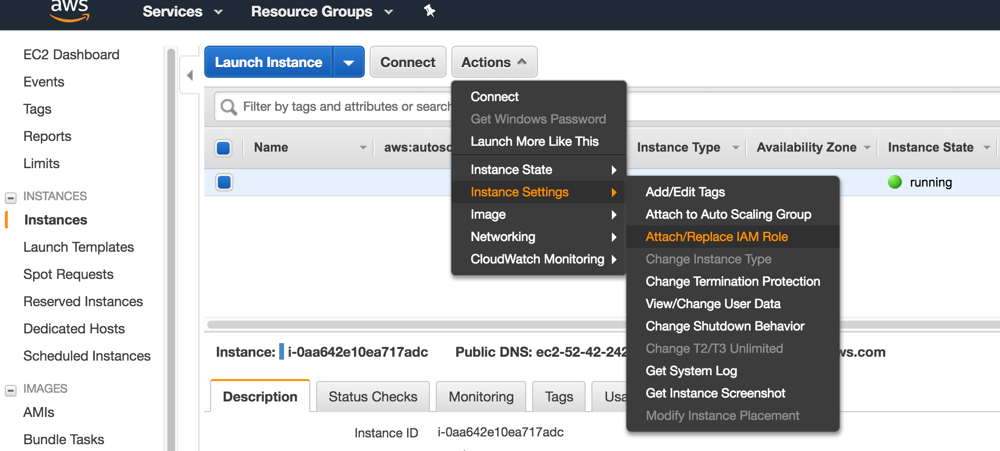 aws
Services
Resource Groups
EC2 Dashboard
Events
Tags
Reports
Limits
INSTANCES
Instances
Launch Templates
Spot Requests
Reserved Instances
Dedicated Hosts
Scheduled Instances
IMAGES
AMIs
Bundle Tasks
Launch Instance
Connect
Actions
Filter by tags and attributes or search
Name
aws:autosc
Instance Type
Availability Zone
Instance State
running
Connect
Get Windows Password
Launch More Like This
Instance State
Instance Settings
Image
Networking
CloudWatch Monitoring
Add/Edit Tags
Attach to Auto Scaling Group
Attach/Replace IAM Role
Change Instance Type
Change Termination Protection
View/Change User Data
Change Shutdown Behavior
Change T2/T3 Unlimited
Get System Log
Get Instance Screenshot
Modify Instance Placement
Instance: i-0aa642e10ea717adc
Public DNS: ec2-52-42-242
ws.com
Description
Status Checks
Monitoring
Tags
Usa
Instance ID
i-0aa642e10ea717adc